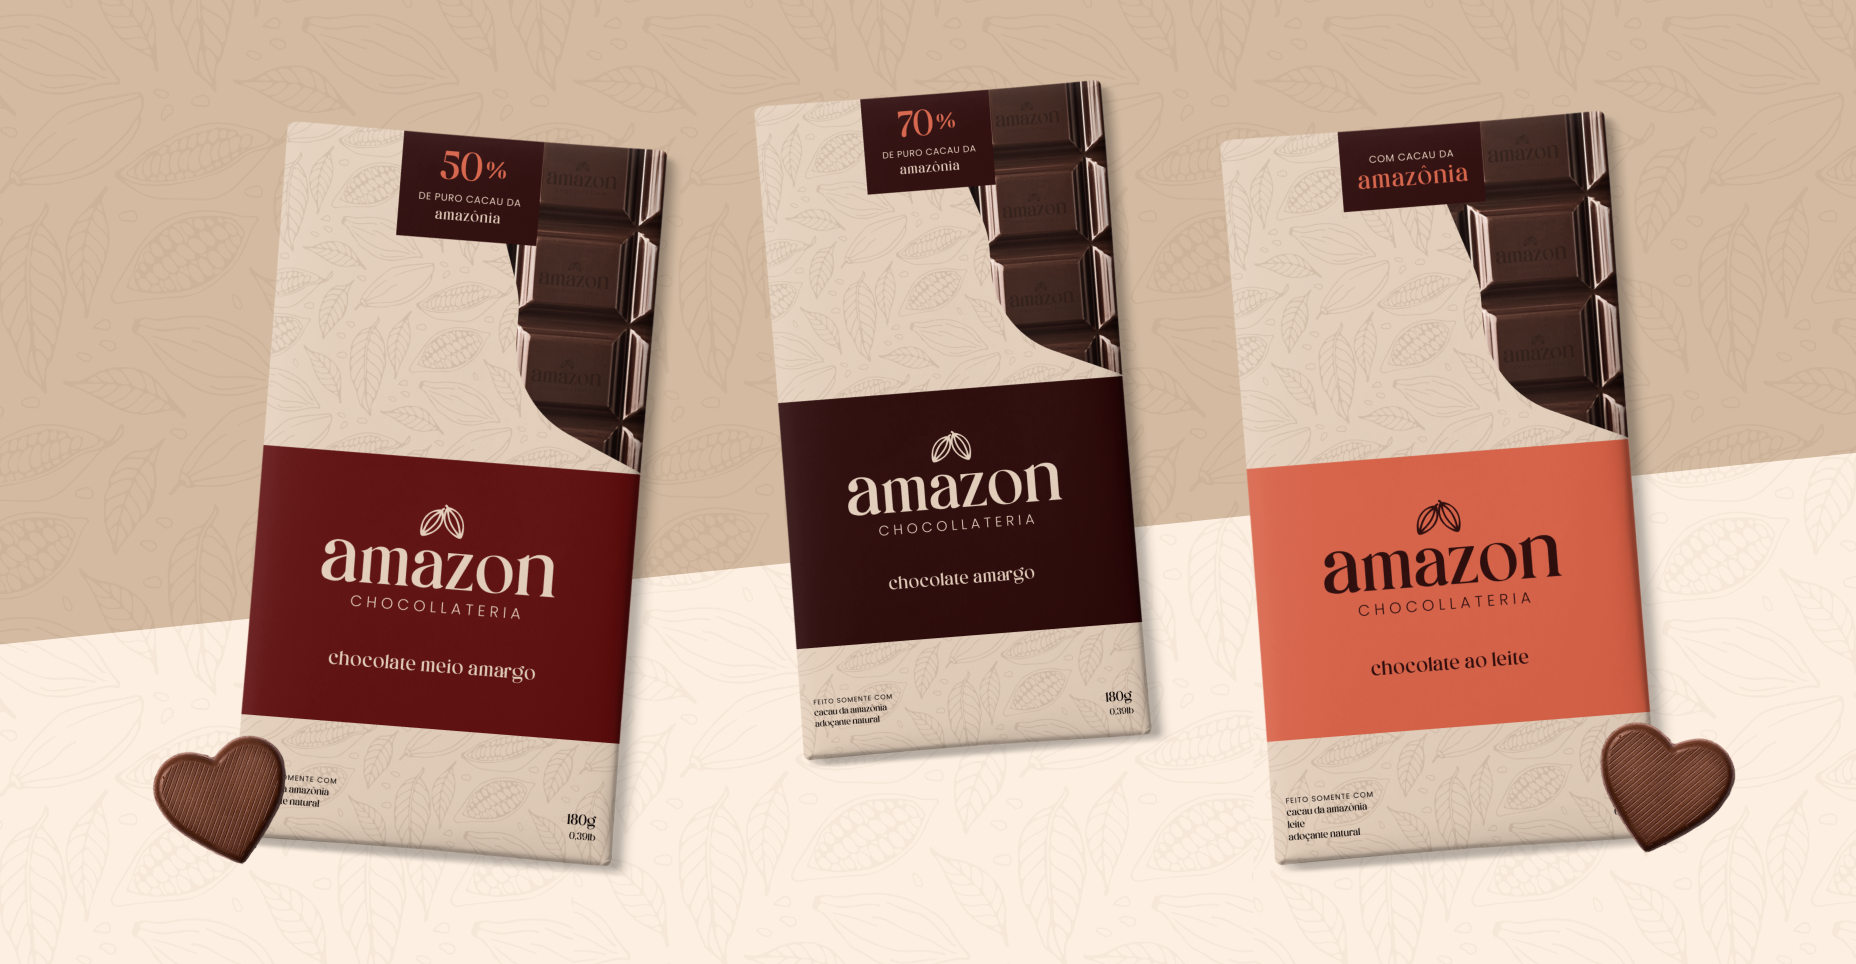 50%
DE PURO CACAU DA
amazônia
amazon
amazon
amazon
amazon
CHOCOLLATERIA
chocolate meio amargo
COM
amazônia
natural
180g
0,39lb
70%
DE PURO CACAU DA
amazônia
amazon
amazon
amazon
amazon
CHOCOLLATERIA
chocolate amargo
FEITO SOMENTE COM
cacau da amazônia
adoçante natural
180g
0,39lb
COM CACAU DA
amazônia
amazon
amazon
amazon
amazon
CHOCOLLATERIA
chocolate ao leite
FEITO SOMENTE COM
cacau da amazônia
leite
adoçante natural